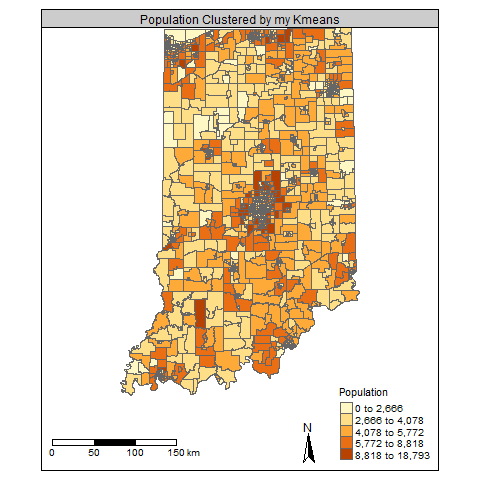 Population Clustered by my Kmeans
Population
0 to 2,666
2,666 to 4,078
4,078 to 5,772
5,772 to 8,818
8,818 to 18,793
N
0 50 100 150 km